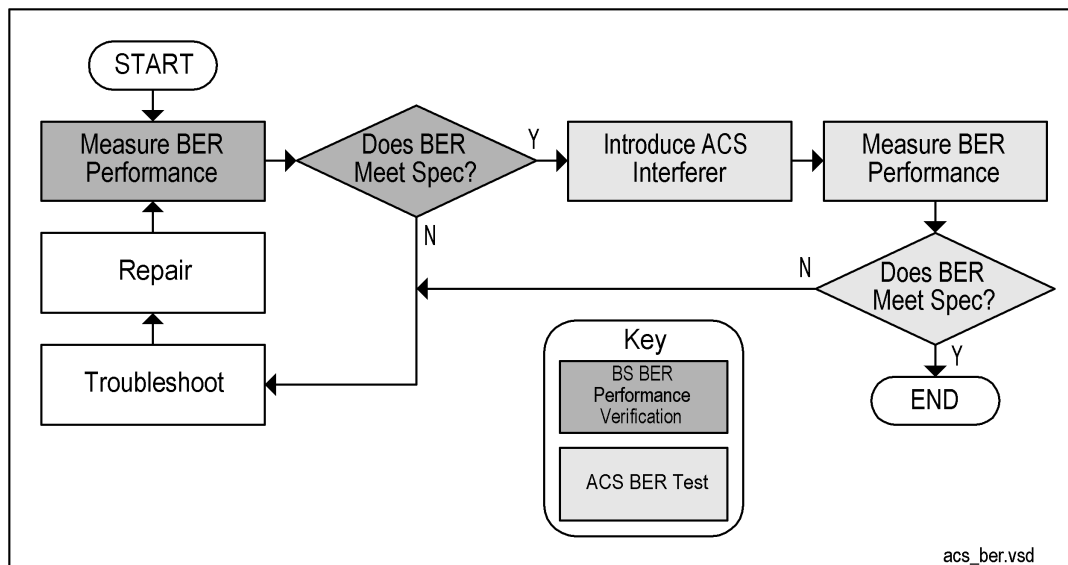 START
Measure BER
Performance
Does BER
Meet Spec?
Y
Introduce ACS
Interferer
Measure BER
Performance
N
Repair
N
Does BER
Meet Spec?
Troubleshoot
Y
END
Key
BS BER
Performance
Verification
ACS BER Test
acs_ber.vsd